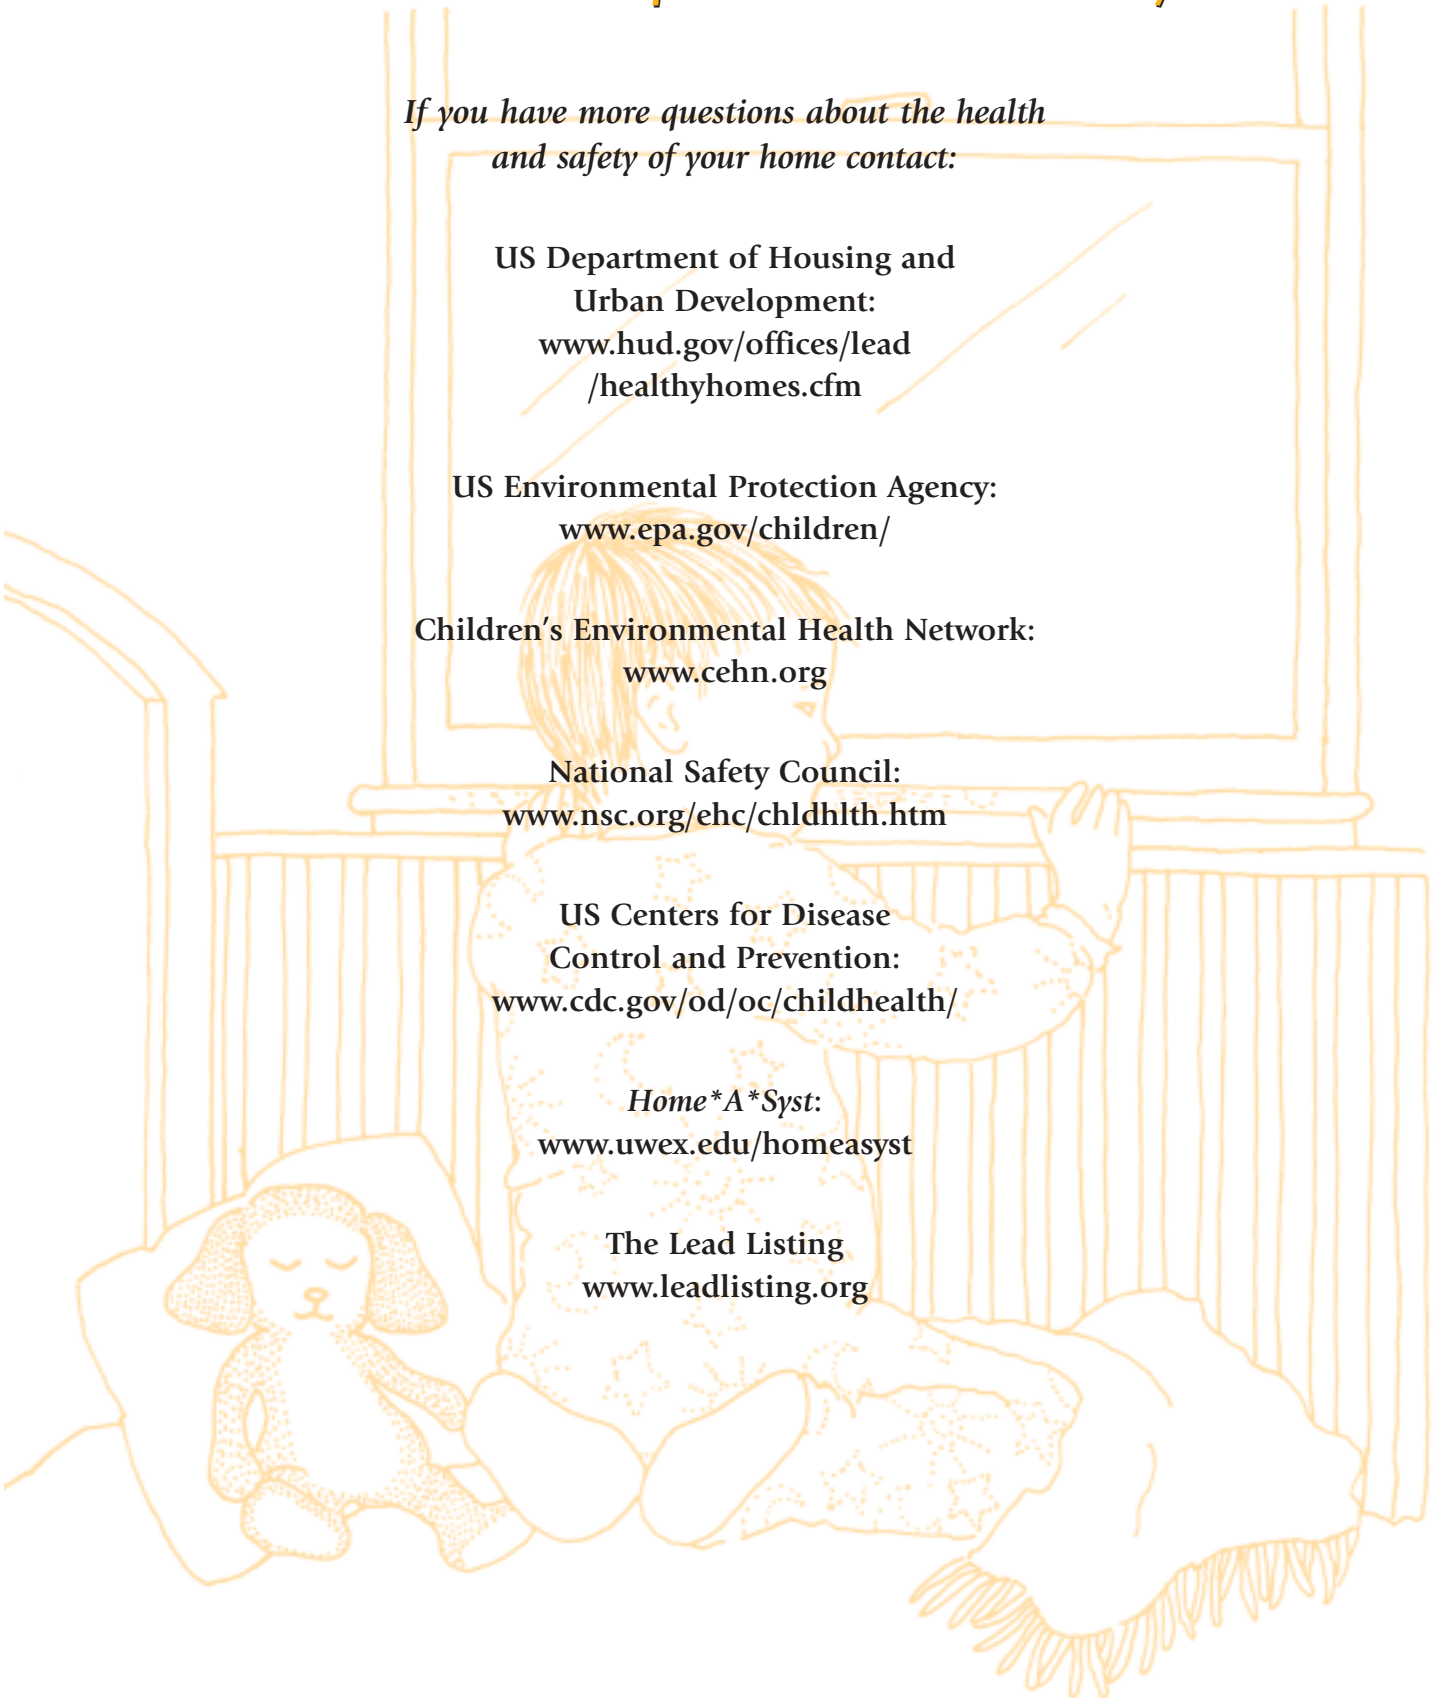 If you have more questions about the health
and safety of your home contact:
US Department of Housing and
Urban Development:
www.hud.gov/offices/lead
/healthyhomes.cfm
US Environmental Protection Agency:
www.epa.gov/children/
Children's Environmental Health Network:
www.cehn.org
National Safety Council:
www.nsc.org/ehc/chldhlth.htm
US Centers for Disease
Control and Prevention:
www.cdc.gov/od/oc/childhealth/
Home*A*Syst:
www.uwex.edu/homeasyst
The Lead Listing
www.leadlisting.org